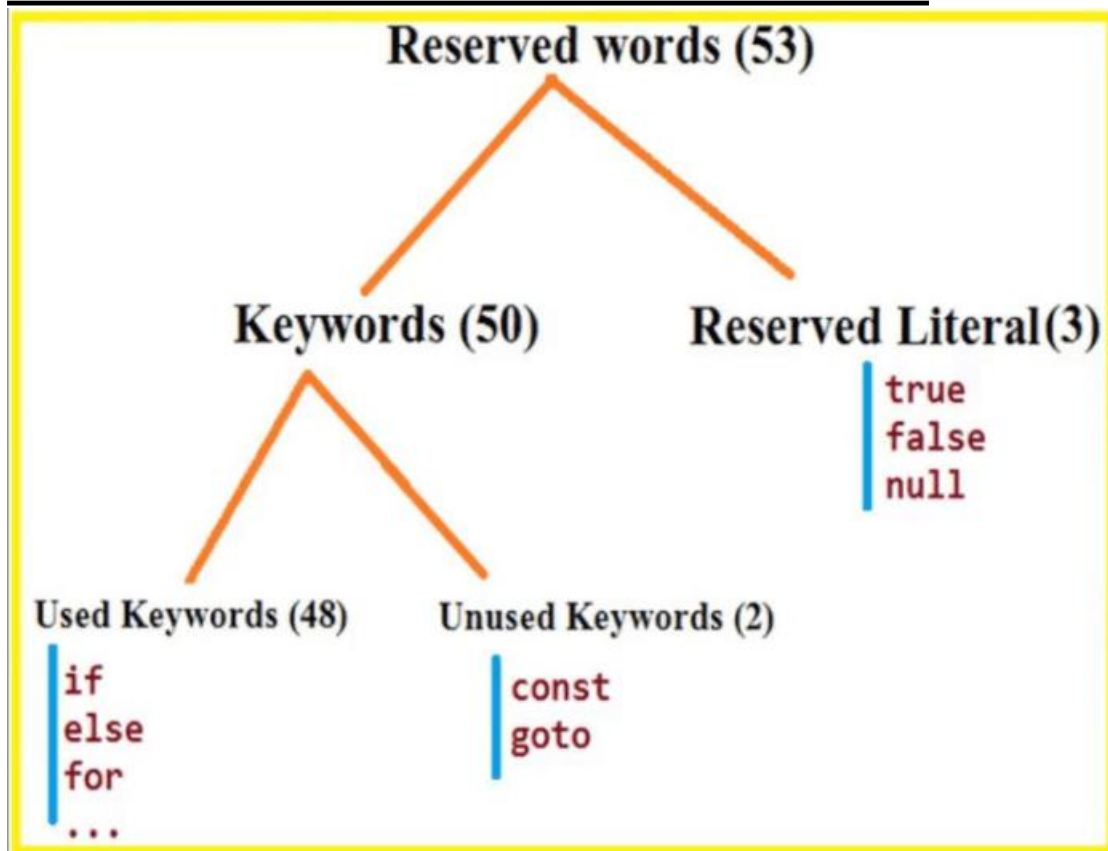 Reserved words (53)
Keywords (50)
Reserved Literal(3)
true
false
null
Used Keywords (48)
Unused Keywords (2)
if
else
for
...
const
goto